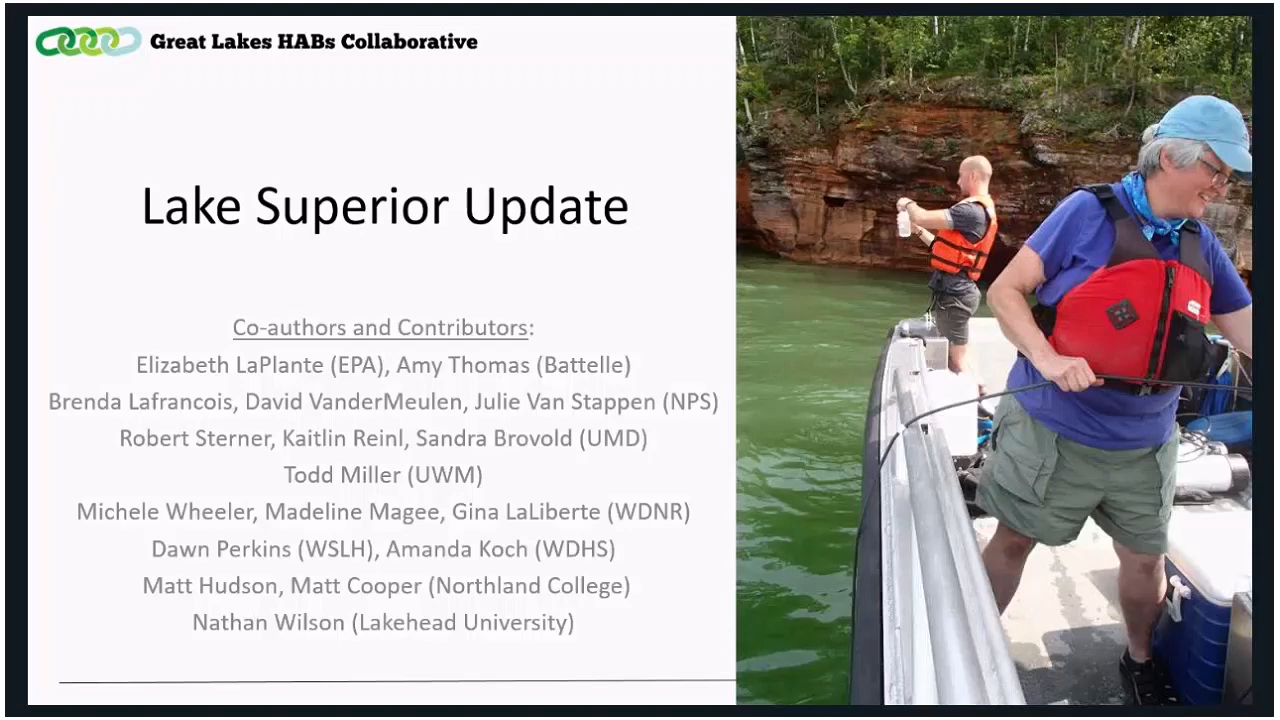 Great Lakes HABs Collaborative
Lake Superior Update
Co-authors and Contributors:
Elizabeth LaPlante (EPA), Amy Thomas (Battelle)
Brenda Lafrancois, David VanderMeulen, Julie Van Stappen (NPS)
Robert Sterner, Kaitlin Reinl, Sandra Brovold (UMD)
Todd Miller (UWM)
Michele Wheeler, Madeline Magee, Gina LaLiberte (WDNR)
Dawn Perkins (WSLH), Amanda Koch (WDHS)
Matt Hudson, Matt Cooper (Northland College)
Nathan Wilson (Lakehead University)